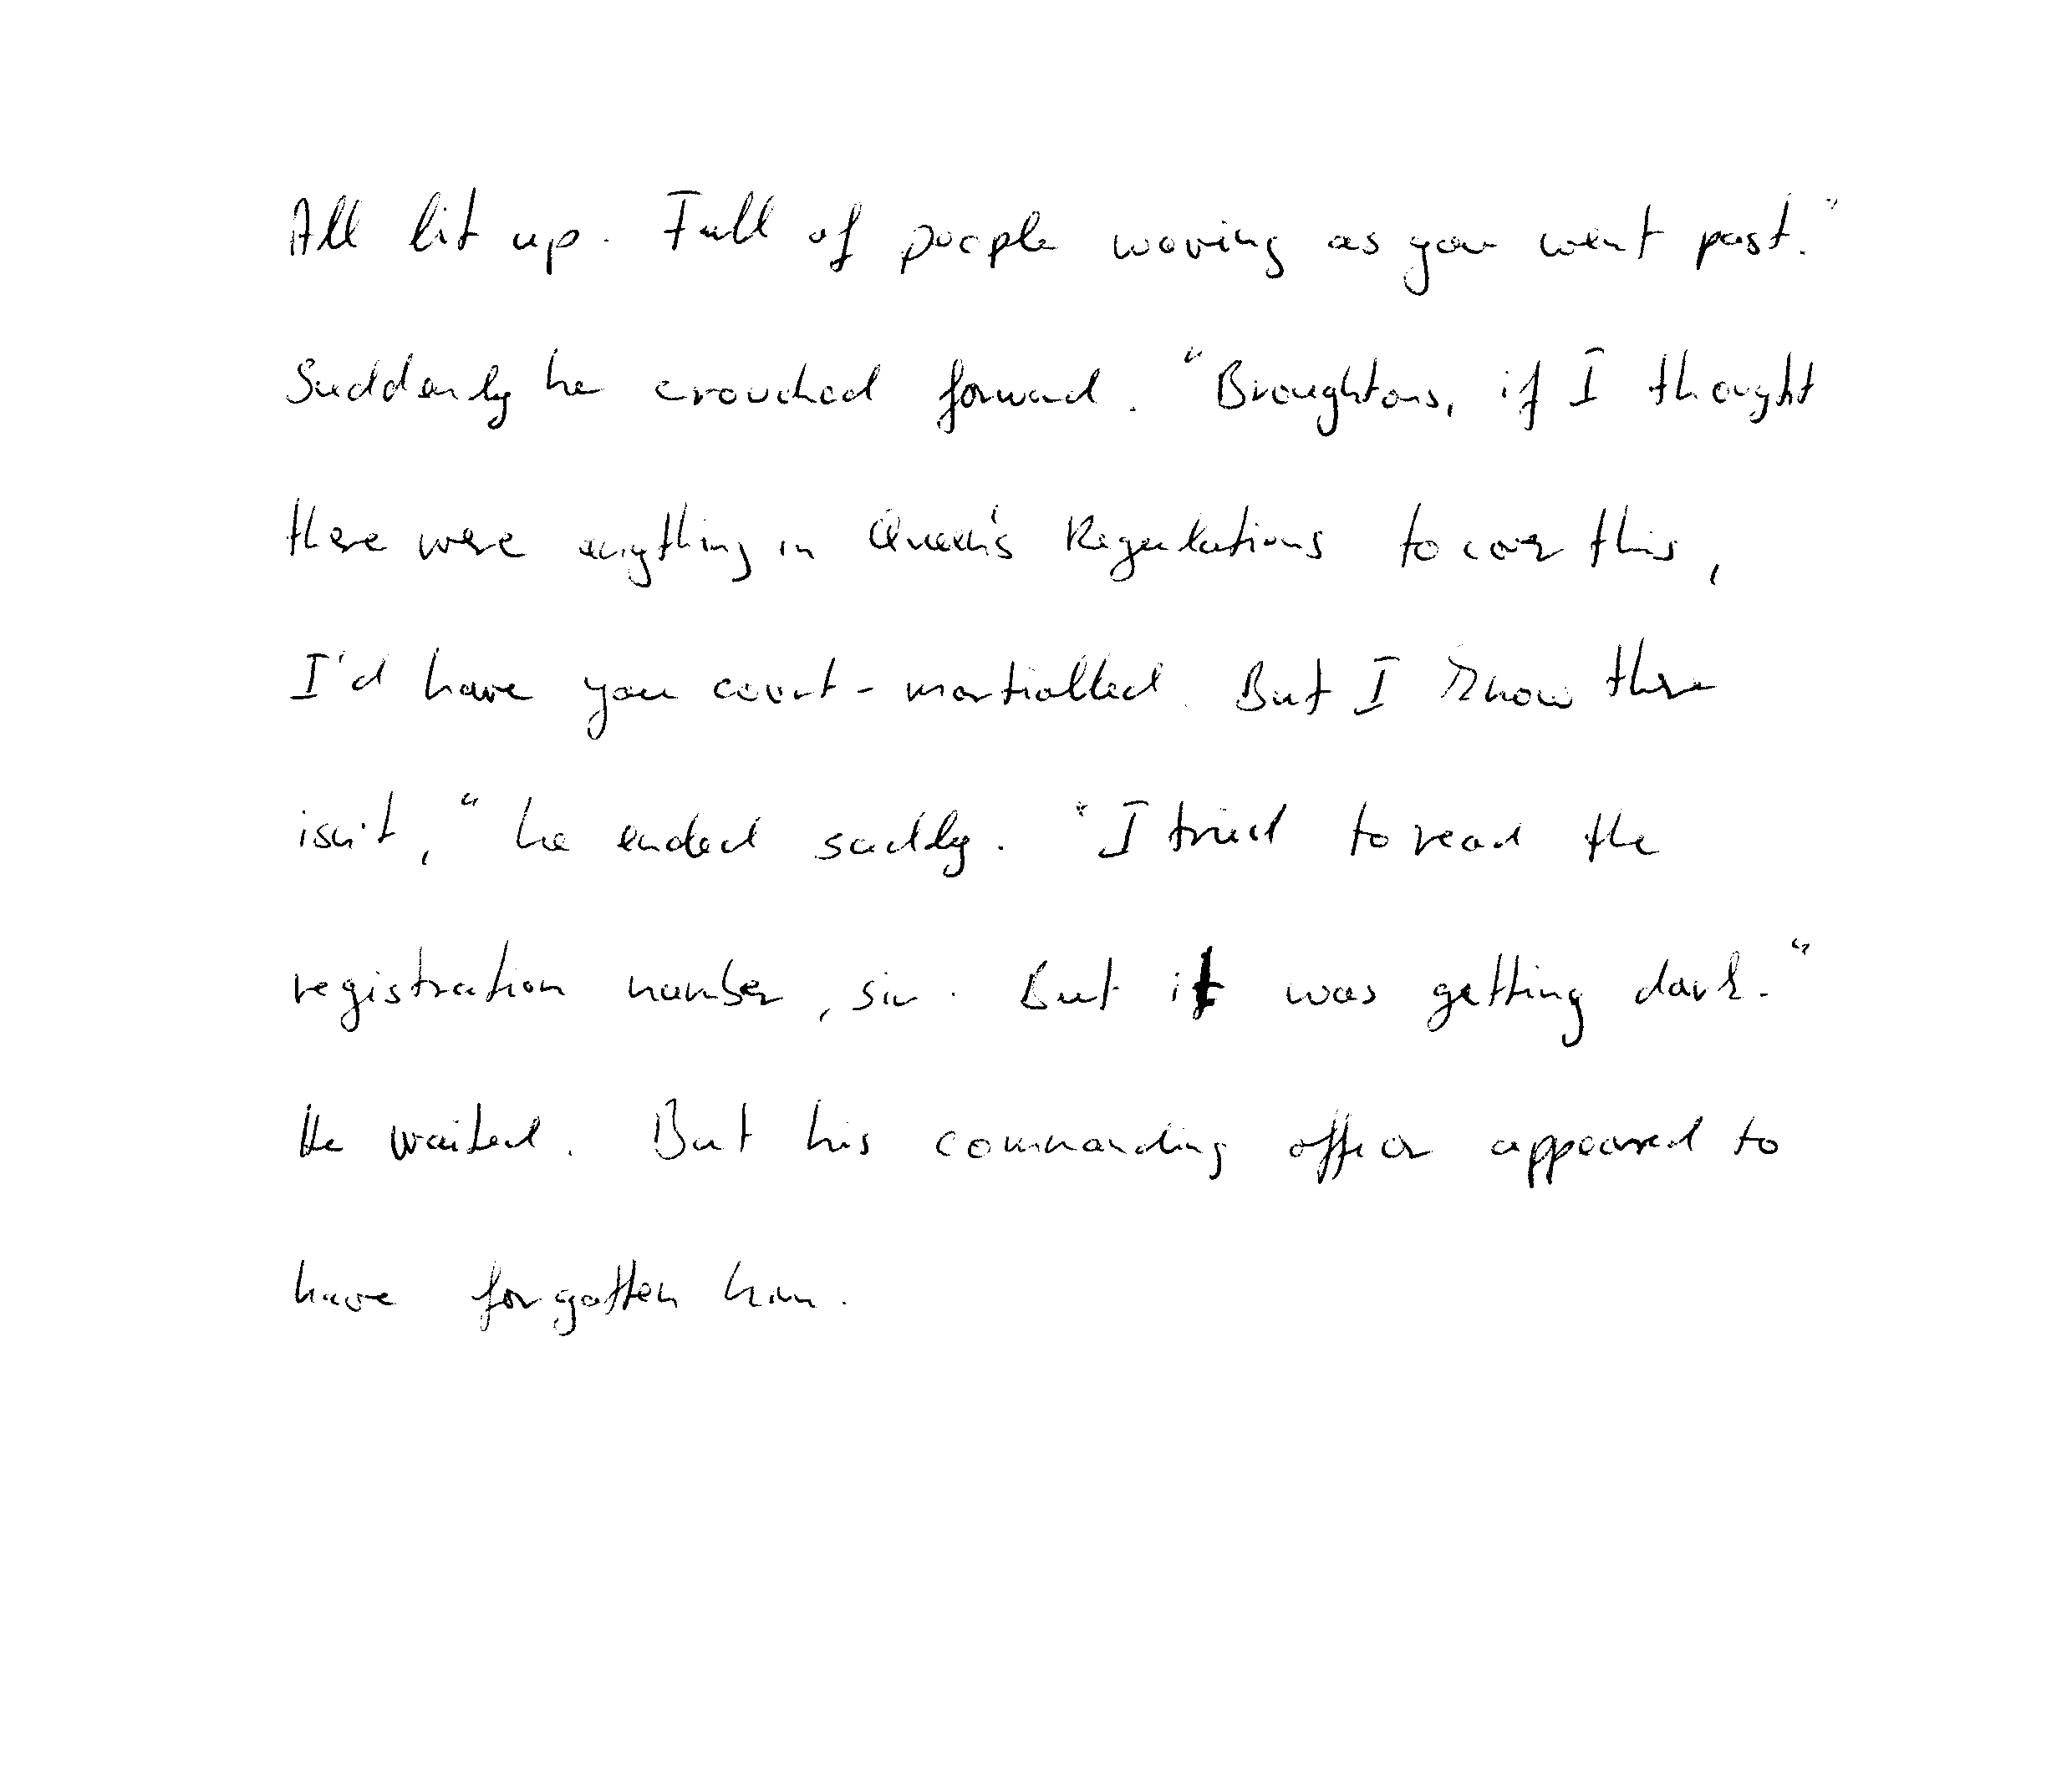 All lit up. Full of people waving as you went past."
Suddenly he crouched forward. "Broughtons, if I thought
there were anything in Queen's Regulations to cover this,
I'd have you court-martialled. But I know there
isn't," he ended sadly. "I tried to read the
registration number, sir. But it was getting dark."
He waited. But his commanding officer appeared to
have forgotten him.